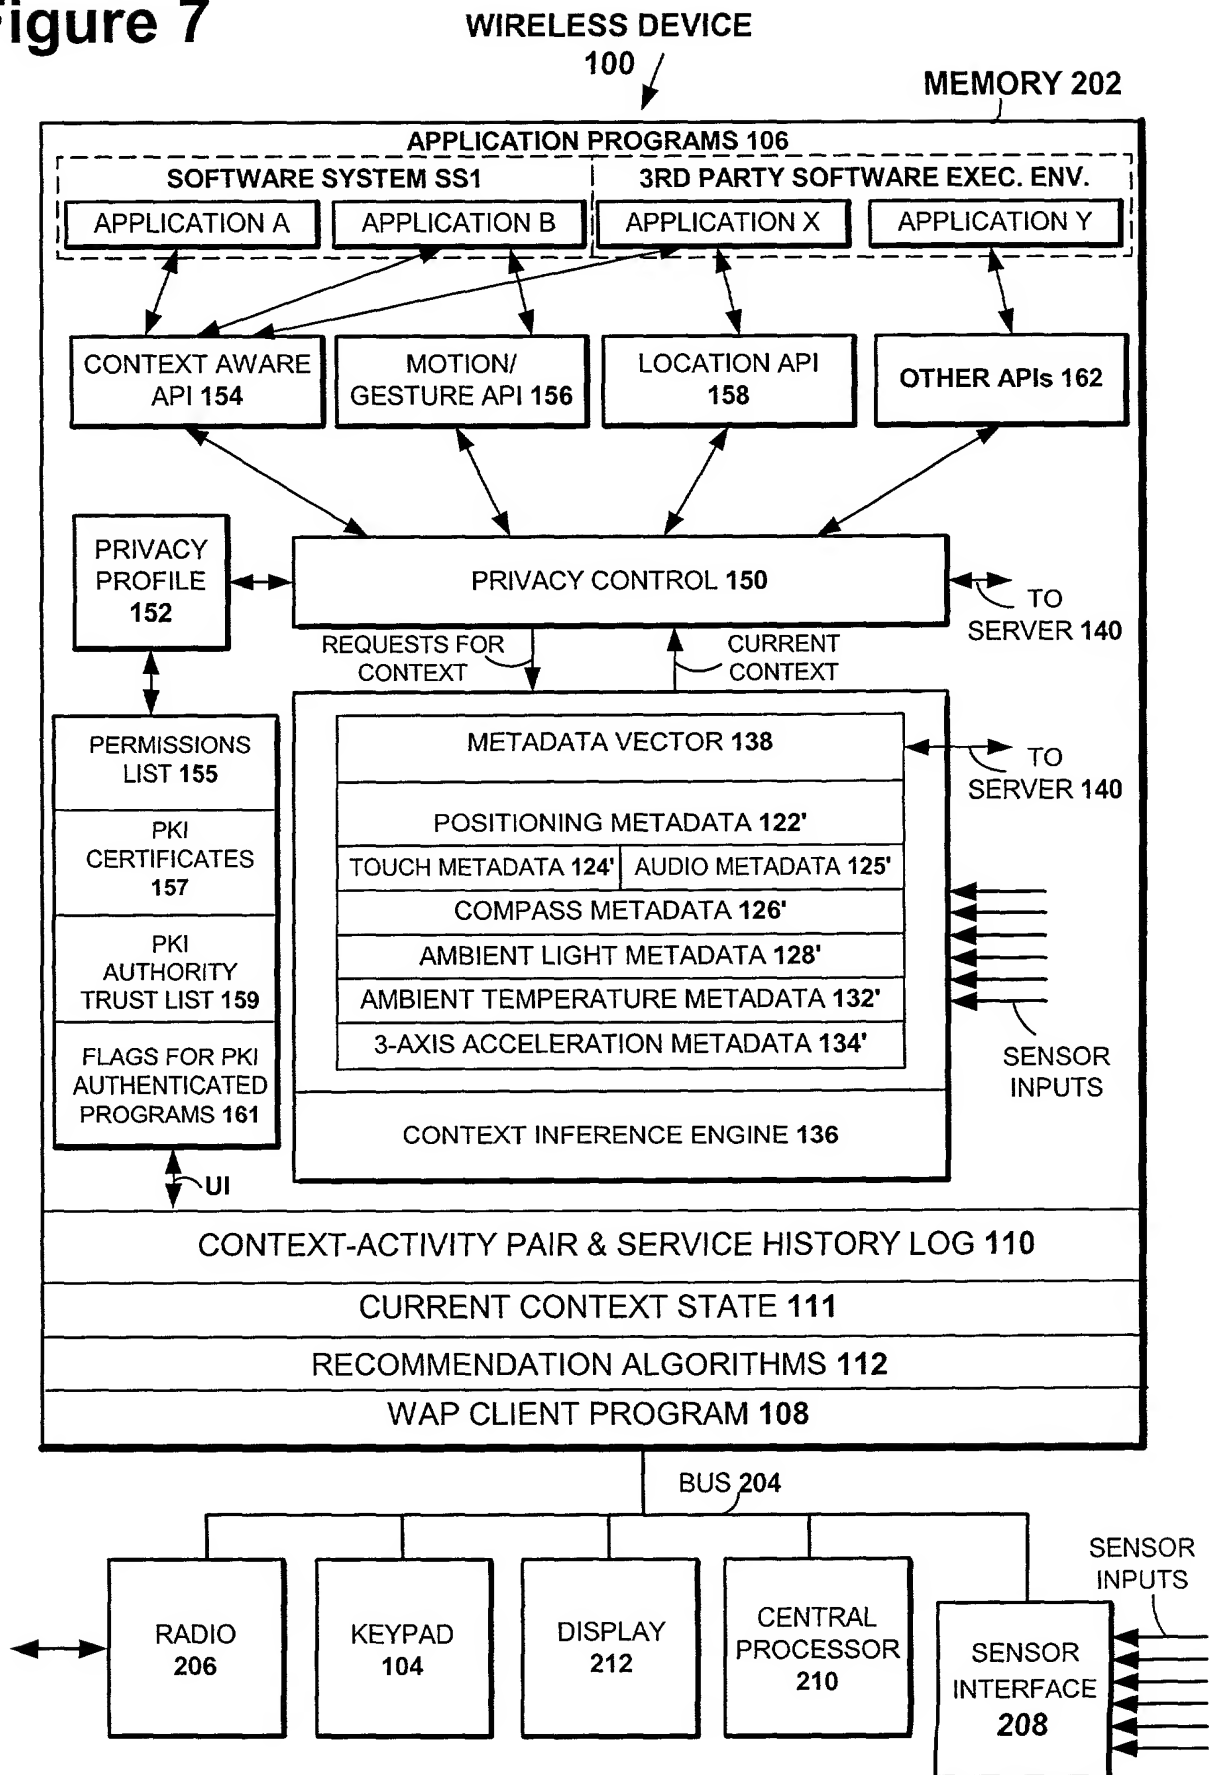 Figure 7
WIRELESS DEVICE
100
MEMORY 202
APPLICATION PROGRAMS 106
SOFTWARE SYSTEM SS1
3RD PARTY SOFTWARE EXEC. ENV.
APPLICATION A
APPLICATION B
APPLICATION X
APPLICATION Y
CONTEXT AWARE
API 154
MOTION/
GESTURE API 156
LOCATION API
158
OTHER APIs 162
PRIVACY
PROFILE
152
PRIVACY CONTROL 150
TO
SERVER 140
REQUESTS FOR
CONTEXT
CURRENT
CONTEXT
PERMISSIONS
LIST 155
PKI
CERTIFICATES
157
PKI
AUTHORITY
TRUST LIST 159
FLAGS FOR PKI
AUTHENTICATED
PROGRAMS 161
UI
METADATA VECTOR 138
TO
SERVER 140
POSITIONING METADATA 122'
TOUCH METADATA 124'
AUDIO METADATA 125'
COMPASS METADATA 126'
AMBIENT LIGHT METADATA 128'
AMBIENT TEMPERATURE METADATA 132'
3-AXIS ACCELERATION METADATA 134'
SENSOR
INPUTS
CONTEXT INFERENCE ENGINE 136
CONTEXT-ACTIVITY PAIR & SERVICE HISTORY LOG 110
CURRENT CONTEXT STATE 111
RECOMMENDATION ALGORITHMS 112
WAP CLIENT PROGRAM 108
BUS 204
RADIO
206
KEYPAD
104
DISPLAY
212
CENTRAL
PROCESSOR
210
SENSOR
INTERFACE
208
SENSOR
INPUTS